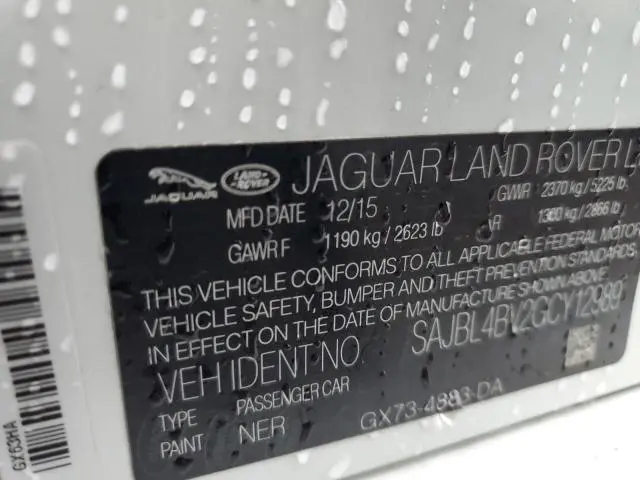 JAGUAR LAND ROVER JAGUAR LAND ROVER L
MFD DATE 12/15 GVWR 2370 kg / 5225 lb.
GAWR F 1190 kg / 2623 lb R 1300 kg / 2866 lb
THIS VEHICLE CONFORMS TO ALL APPLICABLE FEDERAL MOTOR
VEHICLE SAFETY, BUMPER AND THEFT PREVENTION STANDARDS
IN EFFECT ON THE DATE OF MANUFACTURE SHOWN ABOVE.
VEH IDENT NO. SAJBL4BV2GCY12989
TYPE PASSENGER CAR
PAINT NER GX73-4883-DA
GX63HA